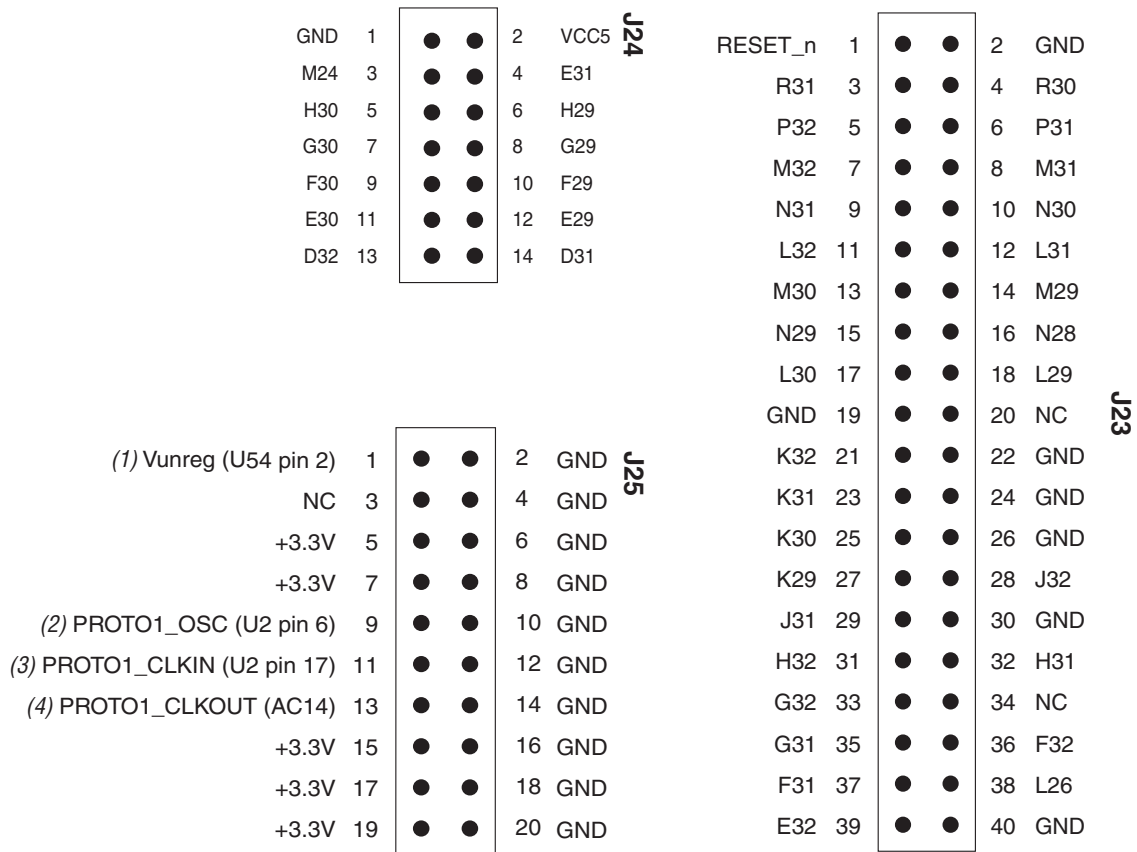 J24
GND 1 2 VCC5
M24 3 4 E31
H30 5 6 H29
G30 7 8 G29
F30 9 10 F29
E30 11 12 E29
D32 13 14 D31
J25
(1) Vunreg (U54 pin 2) 1 2 GND
NC 3 4 GND
+3.3V 5 6 GND
+3.3V 7 8 GND
(2) PROTO1_OSC (U2 pin 6) 9 10 GND
(3) PROTO1_CLKIN (U2 pin 17) 11 12 GND
(4) PROTO1_CLKOUT (AC14) 13 14 GND
+3.3V 15 16 GND
+3.3V 17 18 GND
+3.3V 19 20 GND
J23
RESET_n 1 2 GND
R31 3 4 R30
P32 5 6 P31
M32 7 8 M31
N31 9 10 N30
L32 11 12 L31
M30 13 14 M29
N29 15 16 N28
L30 17 18 L29
GND 19 20 NC
K32 21 22 GND
K31 23 24 GND
K30 25 26 GND
K29 27 28 J32
J31 29 30 GND
H32 31 32 H31
G32 33 34 NC
G31 35 36 F32
F31 37 38 L26
E32 39 40 GND